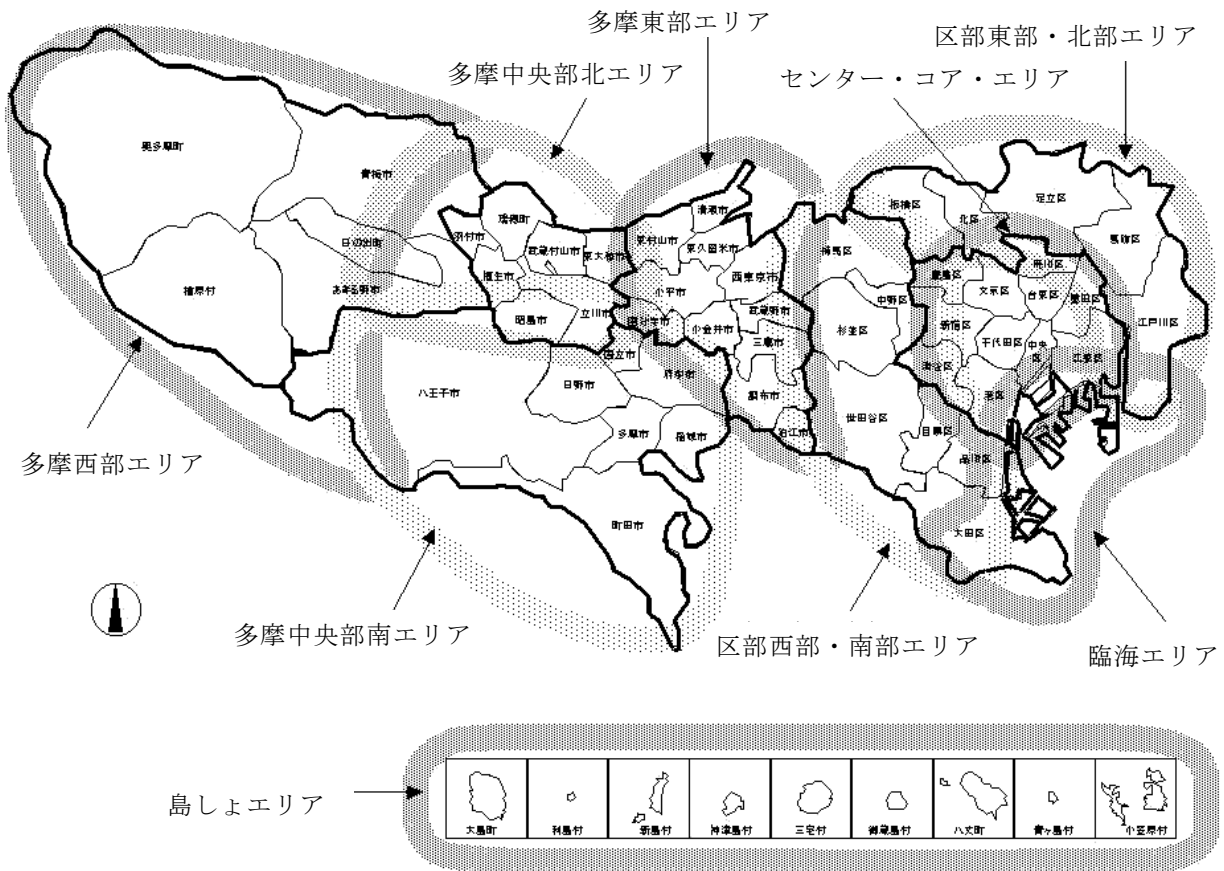 多摩東部エリア
区部東部・北部エリア
多摩中央部北エリア
センター・コア・エリア
奥多摩町
青梅市
日の出町
あきる野市
檜原村
瑞穂町
羽村市
武蔵村山市
東大和市
福生市
昭島市
立川市
東村山市
清瀬市
東久留米市
西東京市
小平市
国分寺市
小金井市
武蔵野市
三鷹市
調布市
狛江市
国立市
府中市
八王子市
日野市
多摩市
稲城市
町田市
板橋区
北区
足立区
葛飾区
練馬区
豊島区
文京区
荒川区
台東区
墨田区
江戸川区
中野区
杉並区
新宿区
千代田区
中央区
江東区
渋谷区
港区
世田谷区
目黒区
品川区
大田区
多摩西部エリア
多摩中央部南エリア
区部西部・南部エリア
臨海エリア
島しょエリア
大島町
利島村
新島村
神津島村
三宅村
御蔵島村
八丈町
青ヶ島村
小笠原村